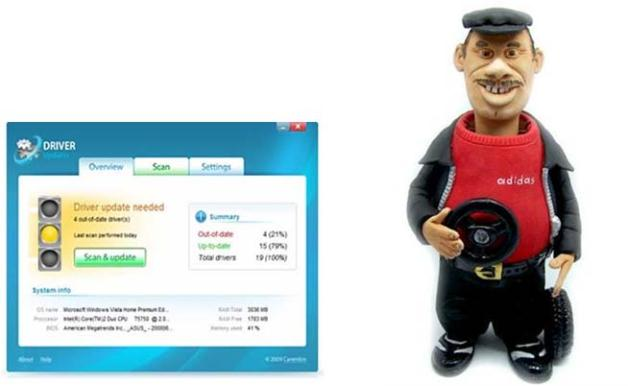 DRIVER
Updates
Overview
Scan
Settings
Driver update needed
4 out-of-date driver(s)
Last scan performed today
Scan & update
Summary
Out-of-date 4 (21%)
Up-to-date 15 (79%)
Total drivers 19 (100%)
System info
OS name Microsoft Windows Vista Home Premium Ed...
Processor Intel(R) Core(TM)2 Duo CPU T5750 @ 2.0...
BIOS American Megatrends Inc., _ASUS_ -
RAM Total 3036 MB
RAM Free 1783 MB
Memory used 41 %
About Help
© 2009 Carambis
adidas